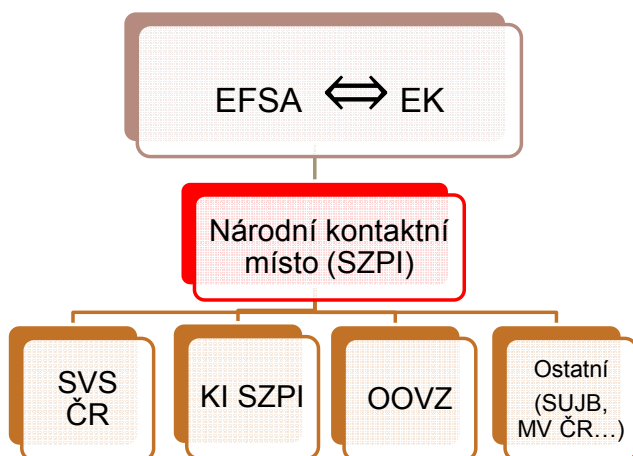 EFSA ⇔ EK
Národní kontaktní
místo (SZPI)
SVS
ČR
KI SZPI
OOVZ
Ostatní
(SUJB,
MV ČR...)